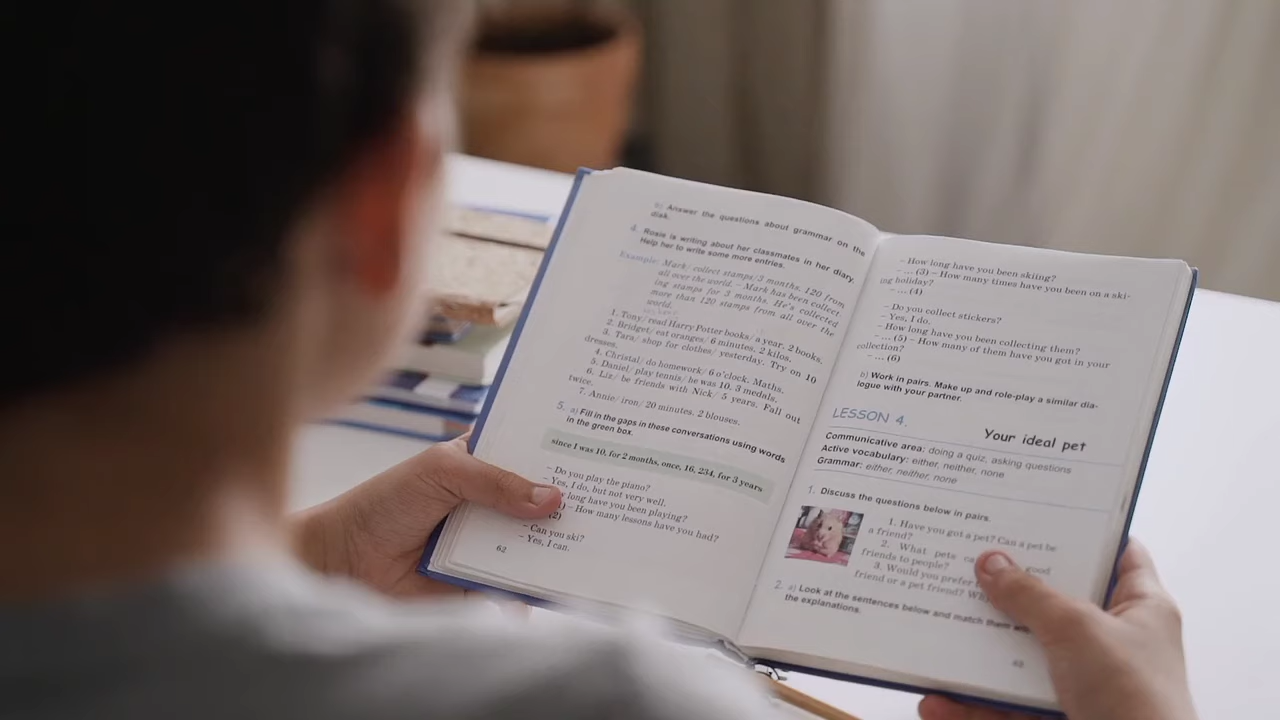 b) Answer the questions about grammar on the
disk.
4. Rosie is writing about her classmates in her diary.
Help her to write some more entries.
Example: Mark/ collect stamps/3 months, 120 from
all over the world. – Mark has been collect-
ing stamps for 3 months. He's collected
more than 120 stamps from all over the
world.
1. Tony/ read Harry Potter books/ a year, 2 books,
2. Bridget/ eat oranges/ 6 minutes, 2 kilos.
3. Tara/ shop for clothes/ yesterday. Try on 10
dresses.
4. Christal/ do homework/ 6 o'clock. Maths.
5. Daniel/ play tennis/ he was 10, 3 medals.
6. Liz/ be friends with Nick/ 5 years. Fall out
twice.
7. Annie/ iron/ 20 minutes. 2 blouses.
5. a) Fill in the gaps in these conversations using words
in the green box.
since I was 10, for 2 months, once, 16, 234, for 3 years
– Do you play the piano?
– Yes, I do, but not very well.
long have you been playing?
– How many lessons have you had?
(2)
– Can you ski?
– Yes, I can.
62
– How long have you been skiing?
– ... (3) – How many times have you been on a ski-
ing holiday?
– ... (4)
– Do you collect stickers?
– Yes, I do.
– How long have you been collecting them?
– ... (5) – How many of them have you got in your
collection?
– ... (6)
b) Work in pairs. Make up and role-play a similar dia-
logue with your partner.
LESSON 4.
Your ideal pet
Communicative area: doing a quiz, asking questions
Active vocabulary: either, neither, none
Grammar: either, neither, none
1. Discuss the questions below in pairs.
1. Have you got a pet? Can a pet be
a friend?
2. What pets good
friends to people?
3. Would you prefer
friend or a pet friend?
2. a) Look at the sentences below and match them
the explanations.
63